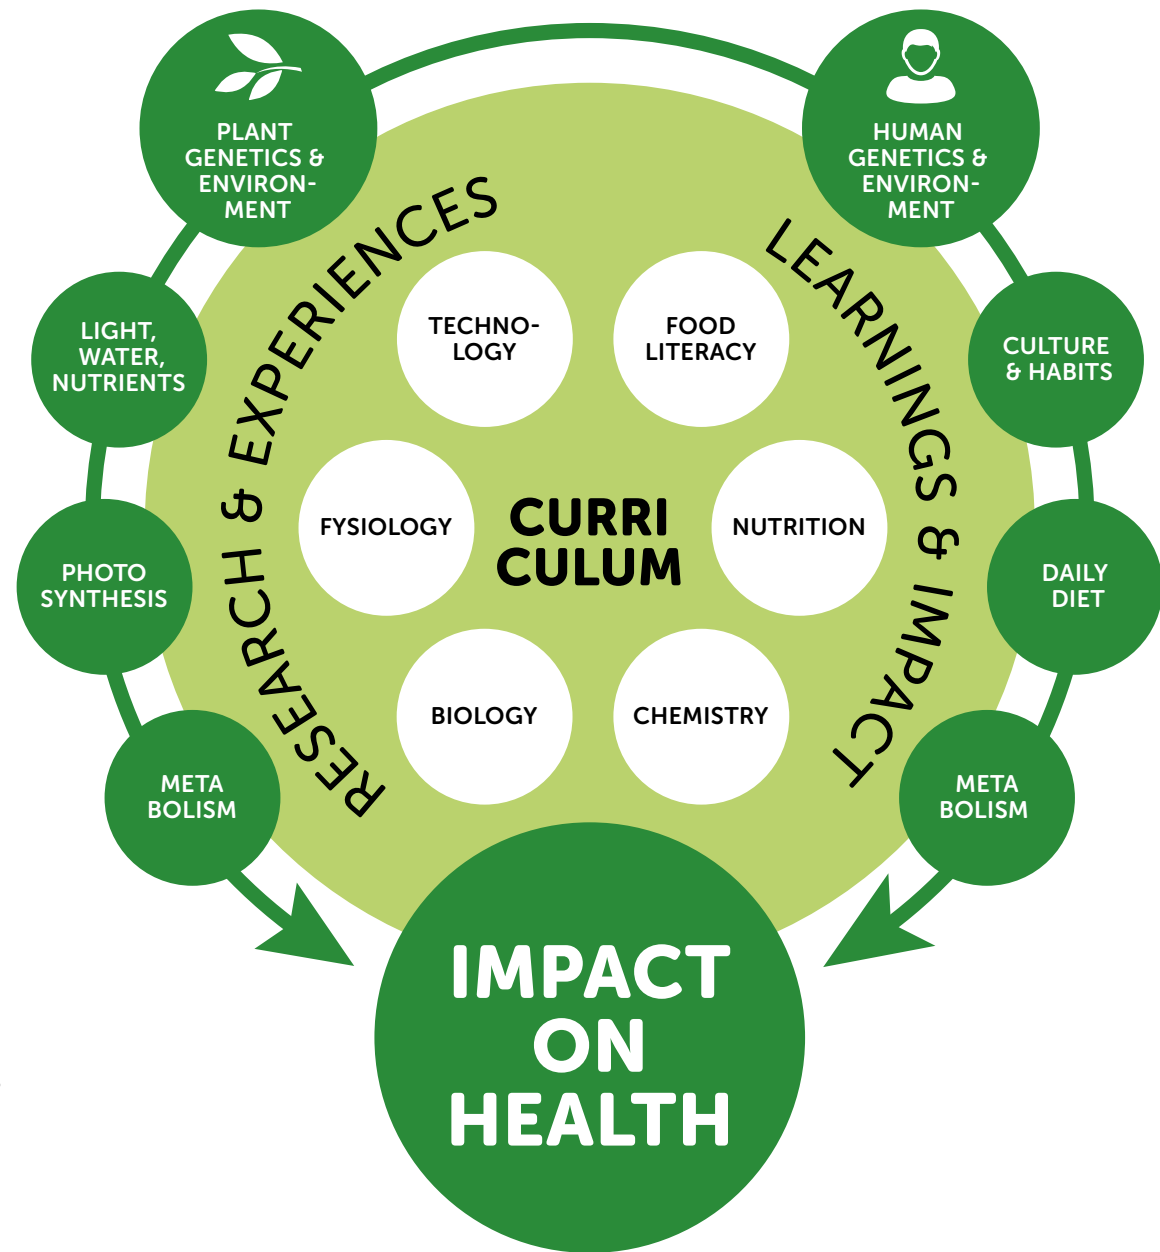 PLANT
GENETICS &
ENVIRON-
MENT
HUMAN
GENETICS &
ENVIRON-
MENT
LIGHT,
WATER,
NUTRIENTS
CULTURE
& HABITS
PHOTO
SYNTHESIS
DAILY
DIET
META
BOLISM
META
BOLISM
RESEARCH & EXPERIENCES
LEARNINGS & IMPACT
TECHNO-
LOGY
FOOD
LITERACY
FYSIOLOGY
CURRI
CULUM
NUTRITION
BIOLOGY
CHEMISTRY
IMPACT
ON
HEALTH